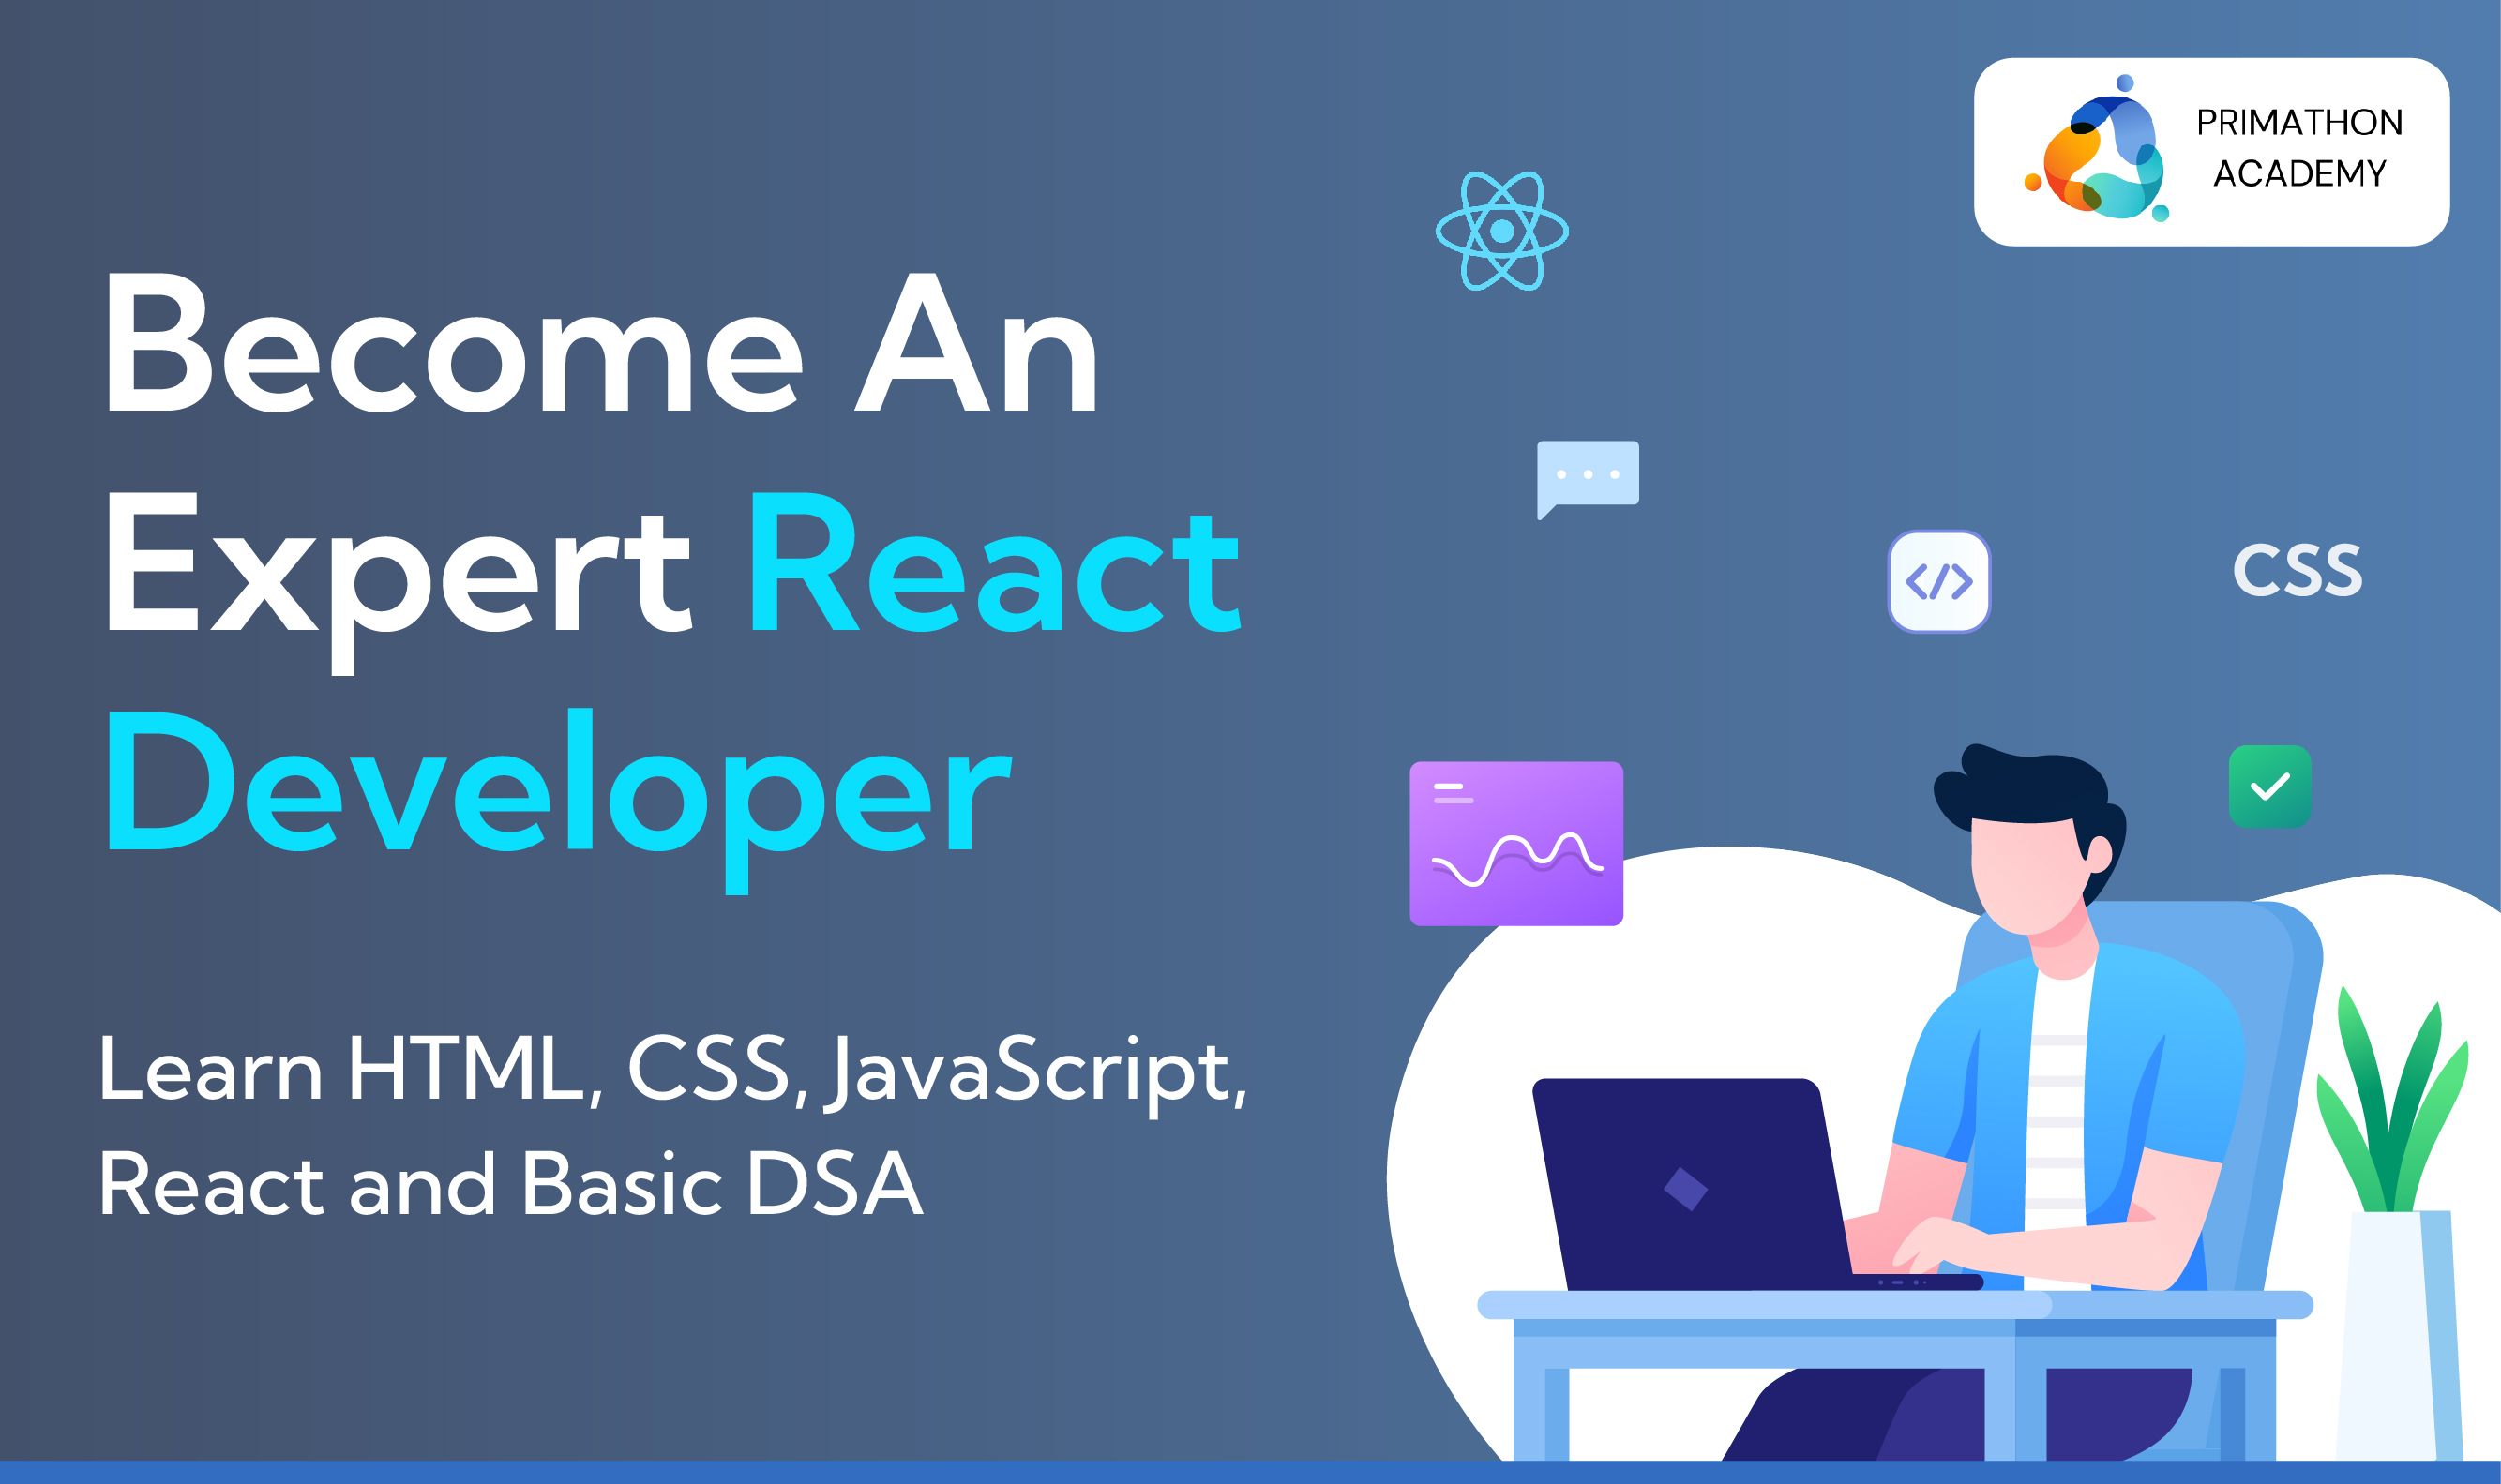 PRIMATHON
ACADEMY
Become An
Expert React
Developer
CSS
</>
Learn HTML, CSS, JavaScript,
React and Basic DSA